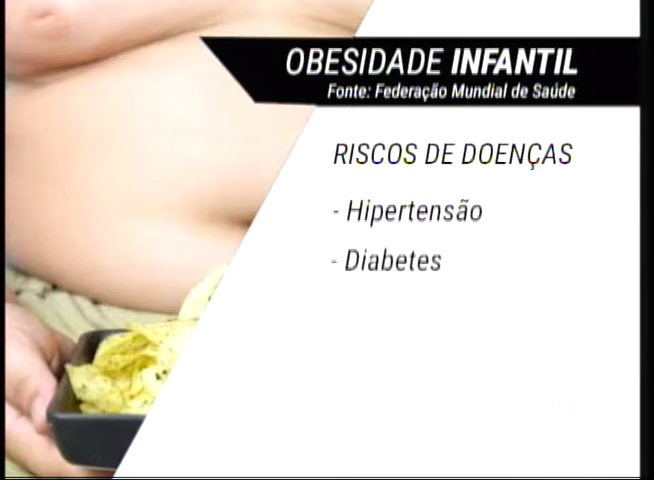 OBESIDADE INFANTIL
Fonte: Federação Mundial de Saúde
RISCOS DE DOENÇAS
- Hipertensão
- Diabetes